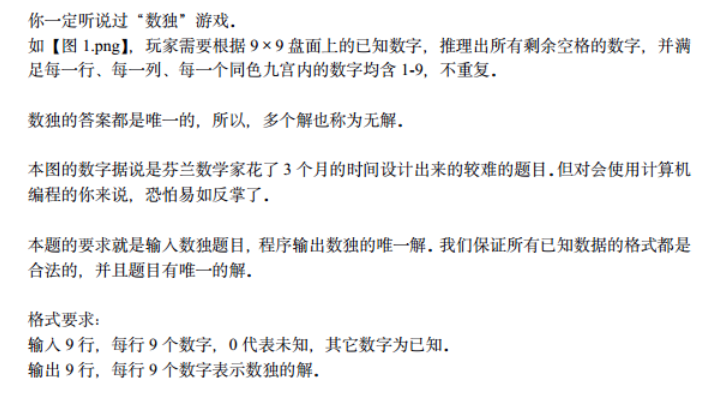 你一定听说过“数独”游戏.
如【图 1.png】,玩家需要根据 9×9 盘面上的已知数字,推理出所有剩余空格的数字,并满
足每一行、每一列、每一个同色九宫内的数字均含 1-9,不重复.
数独的答案都是唯一的,所以,多个解也称为无解.
本图的数字据说是芬兰数学家花了 3 个月的时间设计出来的较难的题目.但对会使用计算机
编程的你来说,恐怕易如反掌了.
本题的要求就是输入数独题目,程序输出数独的唯一解.我们保证所有已知数据的格式都是
合法的,并且题目有唯一的解.
格式要求:
输入 9 行,每行 9 个数字,0 代表未知,其它数字为已知.
输出 9 行,每行 9 个数字表示数独的解.